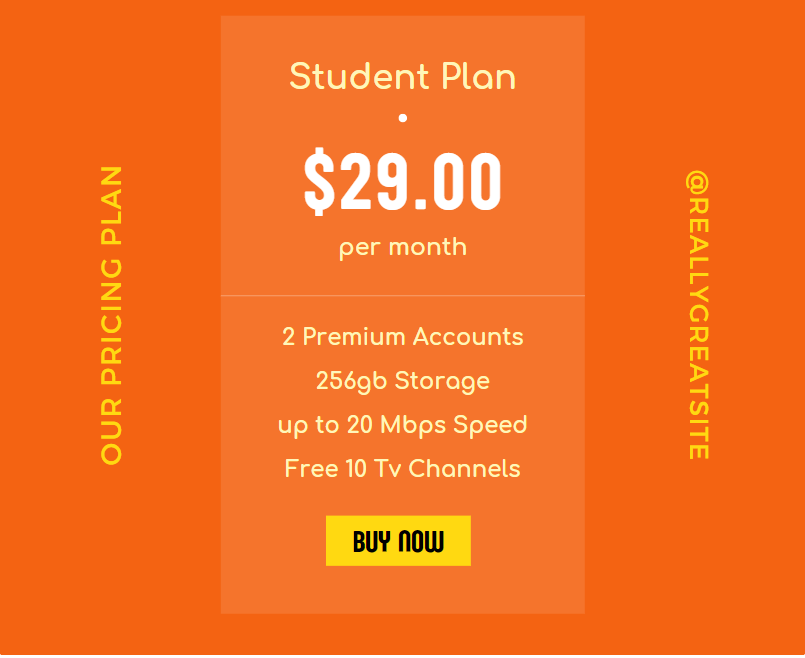 OUR PRICING PLAN
Student Plan
$29.00
per month
2 Premium Accounts
256gb Storage
up to 20 Mbps Speed
Free 10 Tv Channels
BUY NOW
@REALLYGREATSITE